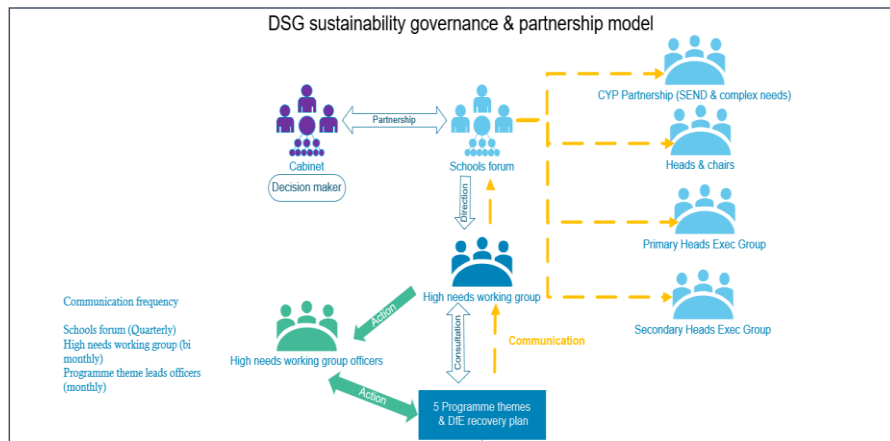 DSG sustainability governance & partnership model
CYP Partnership (SEND & complex needs)
Partnership
Cabinet
Decision maker
Schools forum
Heads & chairs
Direction
Primary Heads Exec Group
High needs working group
Action
Communication frequency
Schools forum (Quarterly)
High needs working group (bi
monthly)
Programme theme leads officers
(monthly)
High needs working group officers
Consultation
Communication
Secondary Heads Exec Group
Action
5 Programme themes
& DfE recovery plan